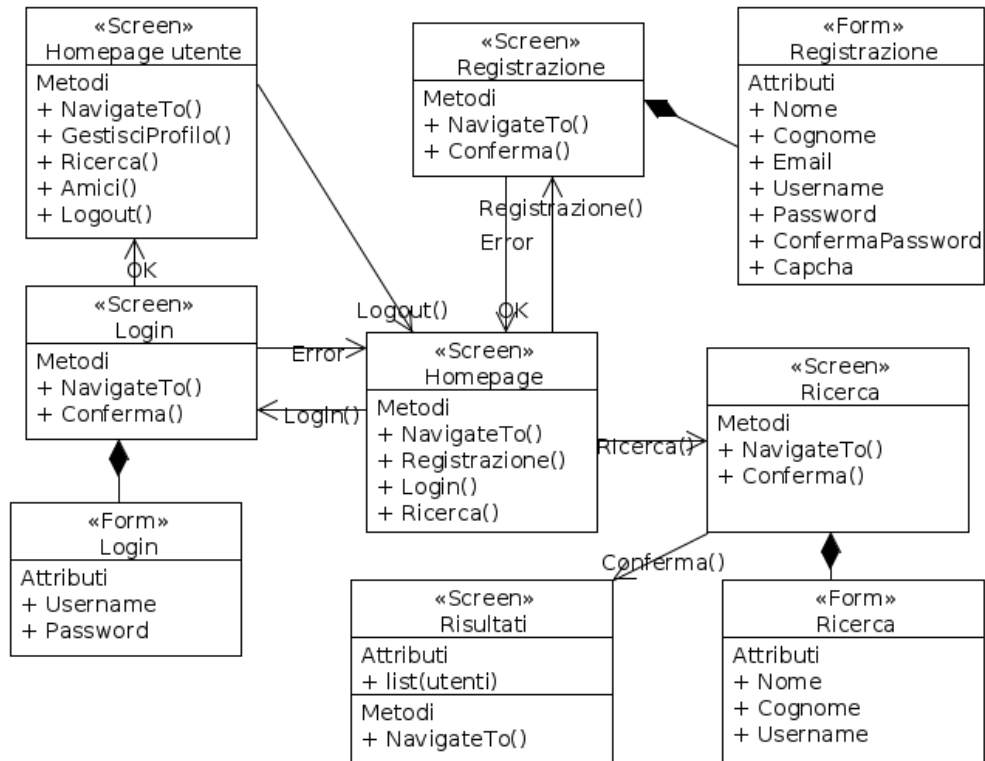 «Screen»
Homepage utente
Metodi
+ NavigateTo()
+ GestisciProfilo()
+ Ricerca()
+ Amici()
+ Logout()
«Screen»
Registrazione
Metodi
+ NavigateTo()
+ Conferma()
«Form»
Registrazione
Attributi
+ Nome
+ Cognome
+ Email
+ Username
+ Password
+ ConfermaPassword
+ Capcha
Registrazione()
Error
OK
OK
Logout()
«Screen»
Login
Metodi
+ NavigateTo()
+ Conferma()
Error
Login()
«Screen»
Homepage
Metodi
+ NavigateTo()
+ Registrazione()
+ Login()
+ Ricerca()
Ricerca()
«Screen»
Ricerca
Metodi
+ NavigateTo()
+ Conferma()
«Form»
Login
Attributi
+ Username
+ Password
Conferma()
«Screen»
Risultati
Attributi
+ list(utenti)
Metodi
+ NavigateTo()
«Form»
Ricerca
Attributi
+ Nome
+ Cognome
+ Username